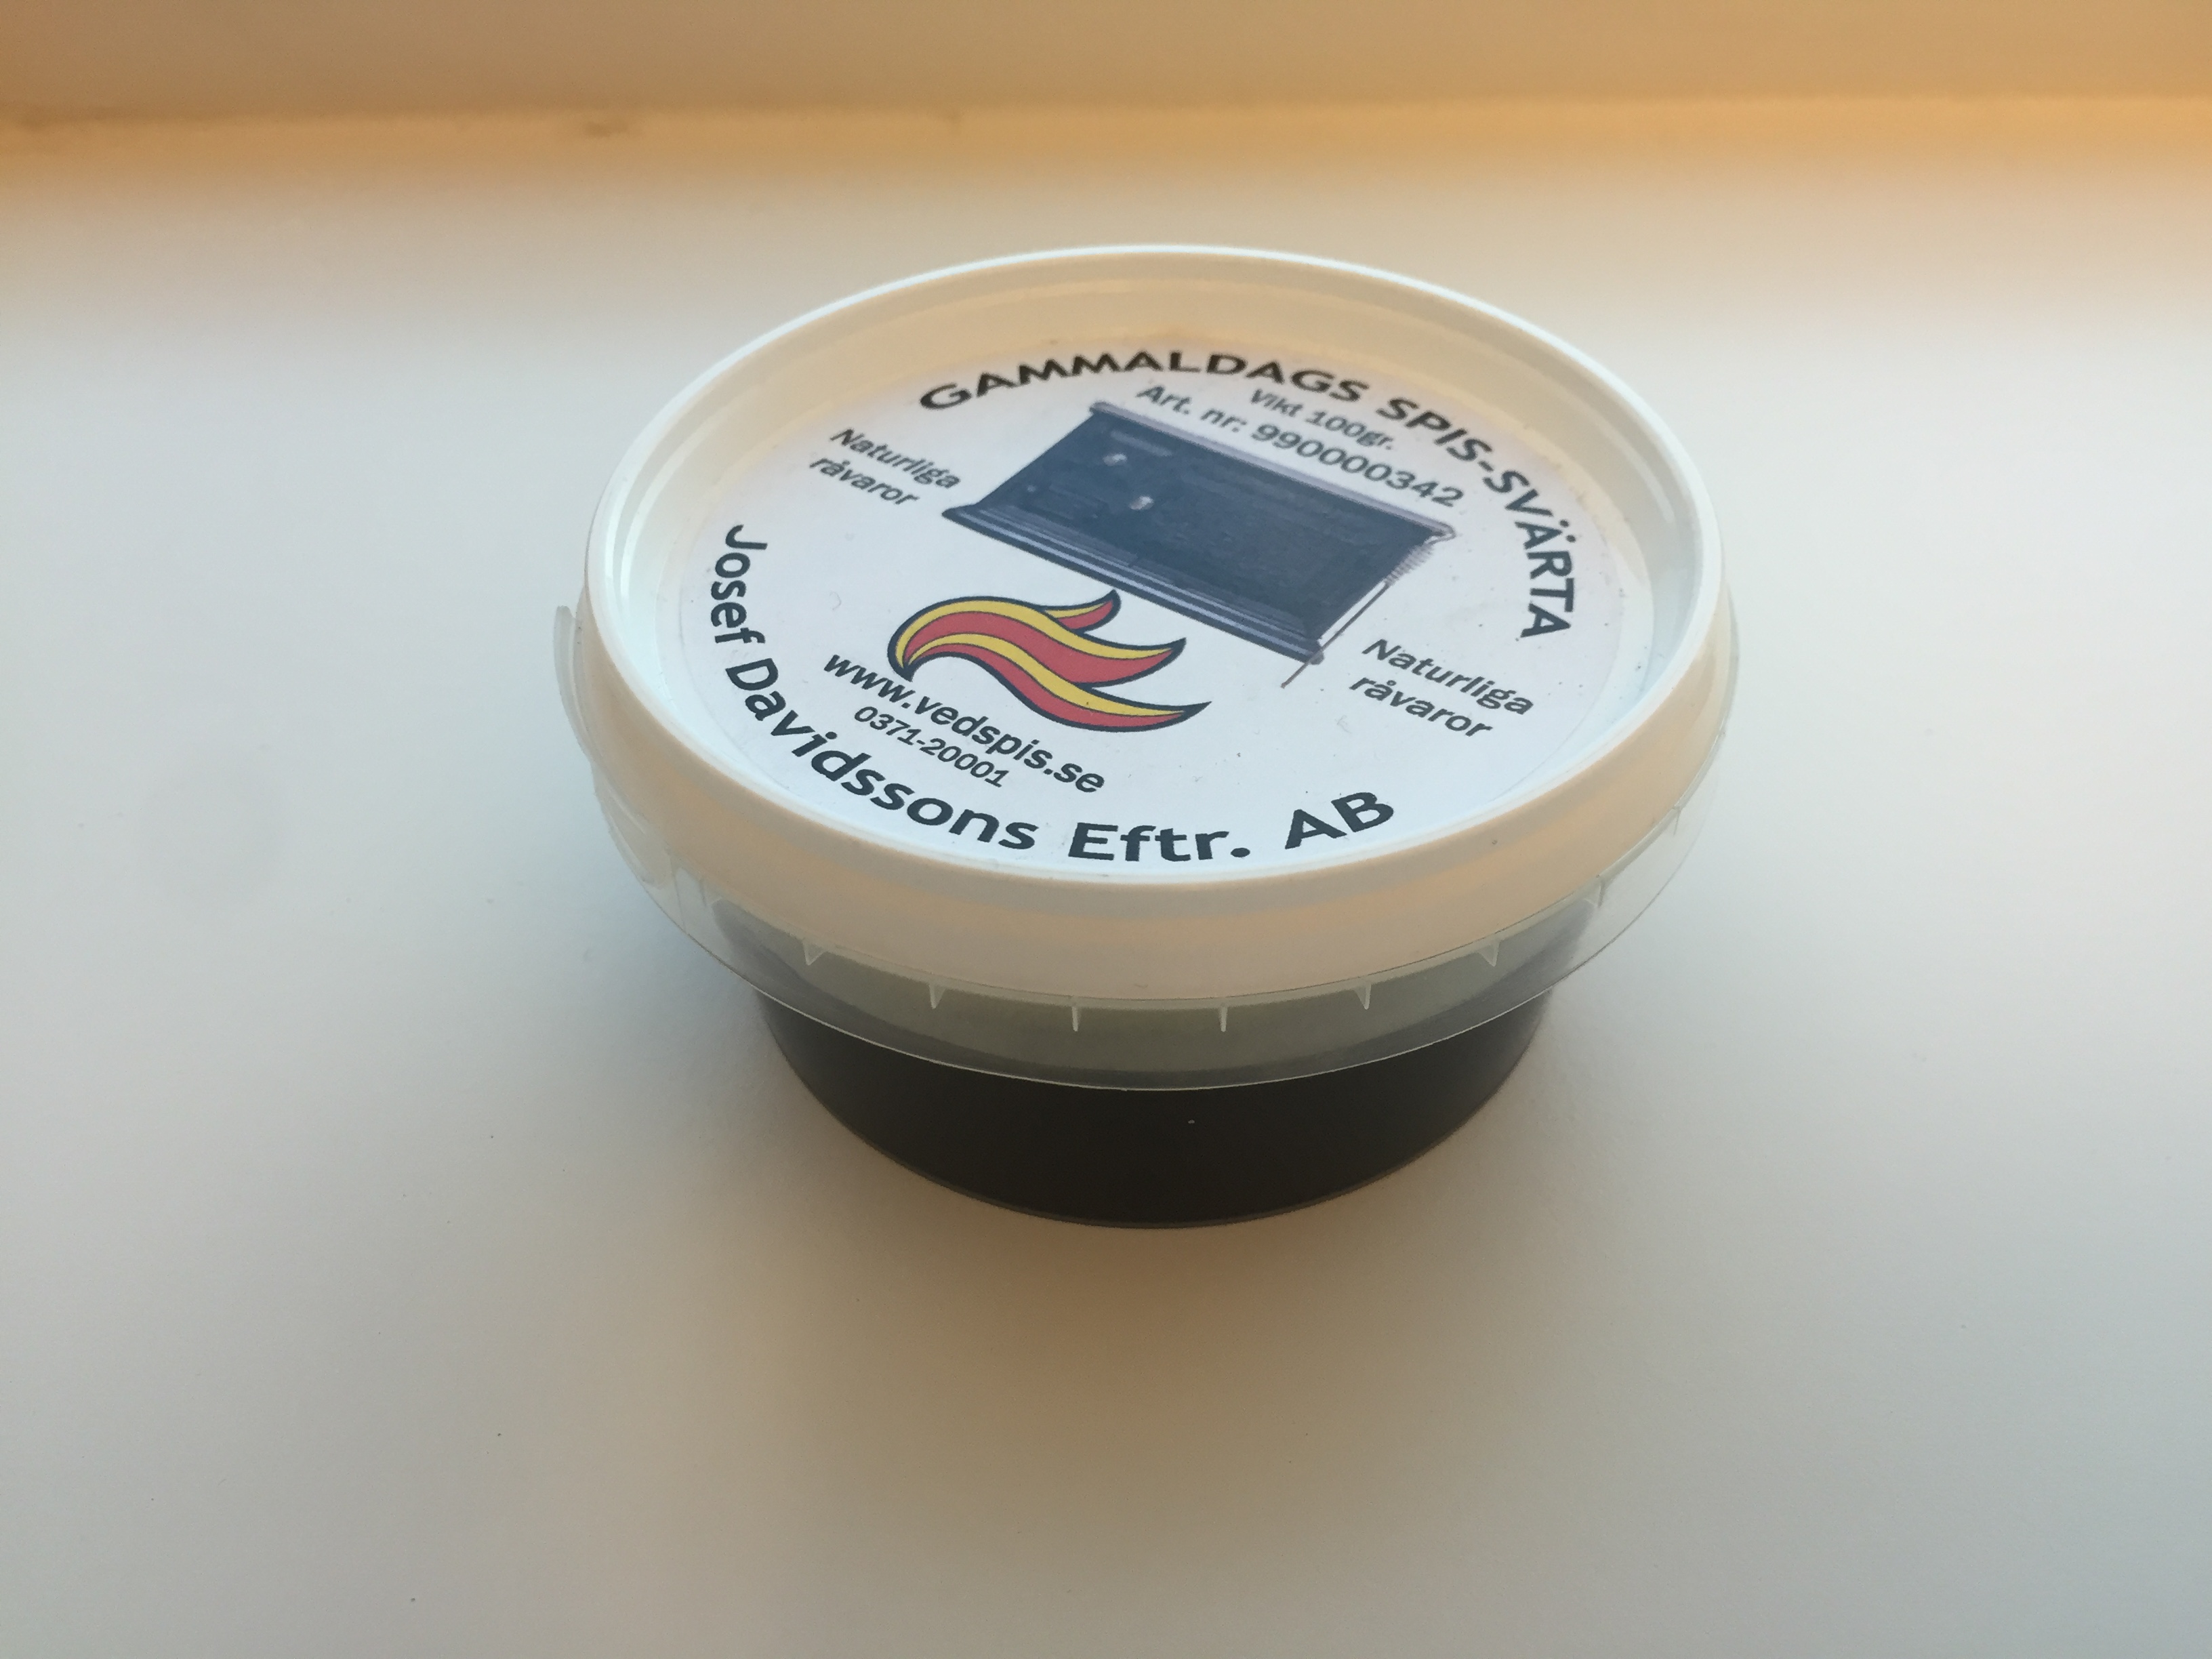 GAMMALDAGS SPIS-SVÄRTA
Vikt 100gr.
Art. nr: 990000342
Naturliga
råvaror
Naturliga
råvaror
www.vedspis.se
0371-20001
Josef Davidssons Eftr. AB